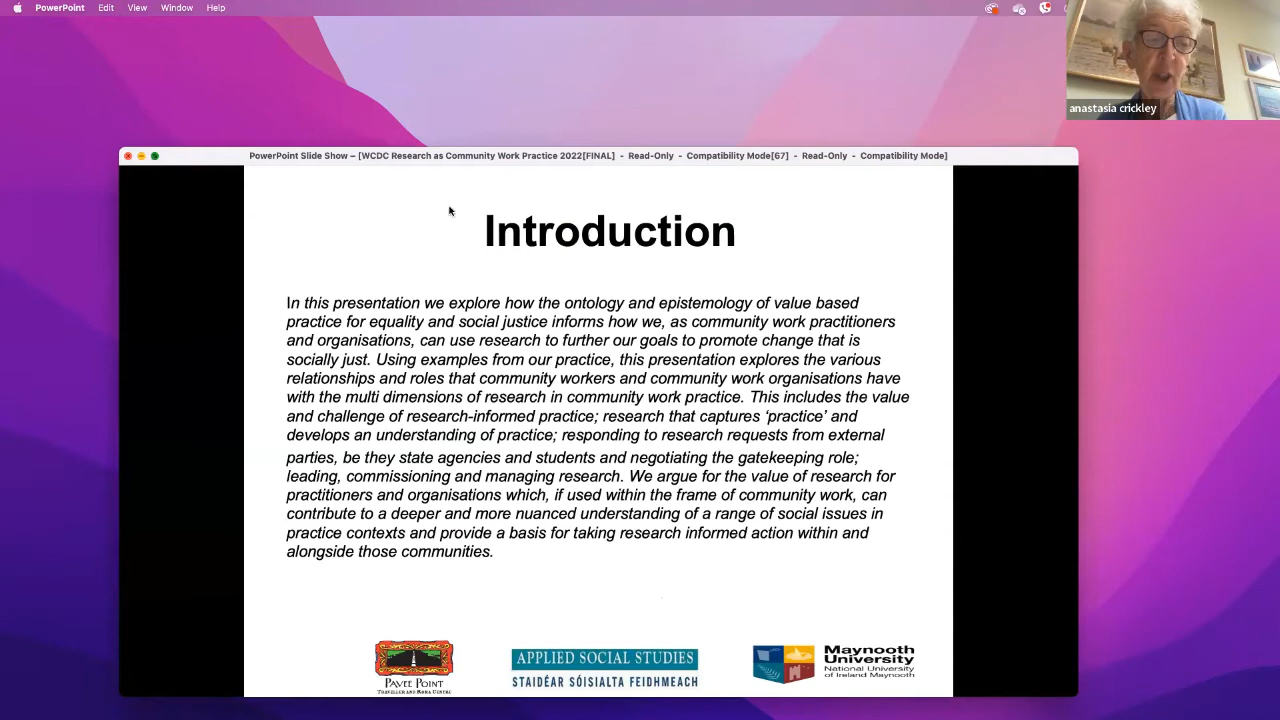 PowerPoint Edit View Window Help
anastasia crickley
PowerPoint Slide Show – [WCDC Research as Community Work Practice 2022[FINAL] - Read-Only - Compatibility Mode[67] - Read-Only - Compatibility Mode]
Introduction
In this presentation we explore how the ontology and epistemology of value based
practice for equality and social justice informs how we, as community work practitioners
and organisations, can use research to further our goals to promote change that is
socially just. Using examples from our practice, this presentation explores the various
relationships and roles that community workers and community work organisations have
with the multi dimensions of research in community work practice. This includes the value
and challenge of research-informed practice; research that captures ‘practice’ and
develops an understanding of practice; responding to research requests from external
parties, be they state agencies and students and negotiating the gatekeeping role;
leading, commissioning and managing research. We argue for the value of research for
practitioners and organisations which, if used within the frame of community work, can
contribute to a deeper and more nuanced understanding of a range of social issues in
practice contexts and provide a basis for taking research informed action within and
alongside those communities.
PAVEE POINT
TRAVELLER AND ROMA CENTRE
APPLIED SOCIAL STUDIES
STAIDÉAR SÓISIALTA FEIDHMEACH
Maynooth
University
National University
of Ireland Maynooth